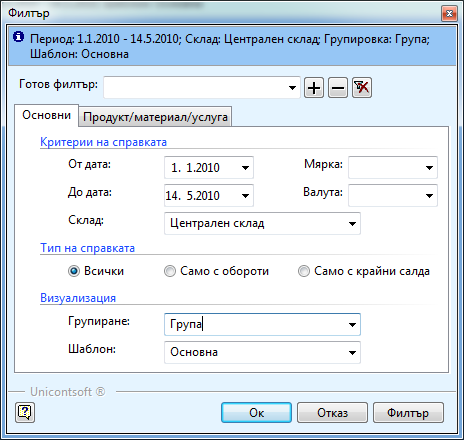 Филтър
Период: 1.1.2010 - 14.5.2010; Склад: Централен склад; Групировка: Група;
Шаблон: Основна
Готов филтър:
Основни Продукт/материал/услуга
Критерии на справката
От дата: 1. 1.2010 Мярка:
До дата: 14. 5.2010 Валута:
Склад: Централен склад
Тип на справката
Всички Само с обороти Само с крайни салда
Визуализация
Групиране: Група
Шаблон: Основна
Unicontsoft ®
Ок Отказ Филтър